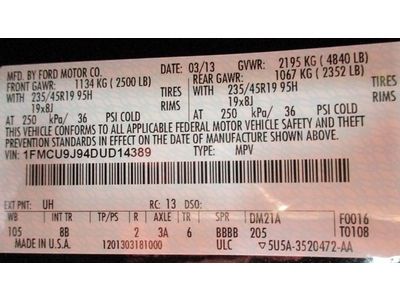 MFD. BY FORD MOTOR CO.
DATE: 03/13 GVWR: 2195 KG (4840 LB)
FRONT GAWR: 1134 KG (2500 LB) REAR GAWR: 1067 KG (2352 LB)
WITH 235/45R19 95H TIRES WITH 235/45R19 95H TIRES
19x8J RIMS 19x8J RIMS
AT 250 kPa/ 36 PSI COLD AT 250 kPa/ 36 PSI COLD
THIS VEHICLE CONFORMS TO ALL APPLICABLE FEDERAL MOTOR VEHICLE SAFETY AND BUMPER STANDARDS
IN EFFECT ON THE DATE OF MANUFACTURE SHOWN ABOVE.
VIN: 1FMCU9J94DUD14389 TYPE: MPV
EXT PNT: UH RC: 13 DSO:
WB INT TR TP/PS R AXLE TR SPR DM21A F0016
105 8B 2 3A 6 BBBB 205 T0108
MADE IN U.S.A. 1201303181000 ULC 5U5A-3520472-AA